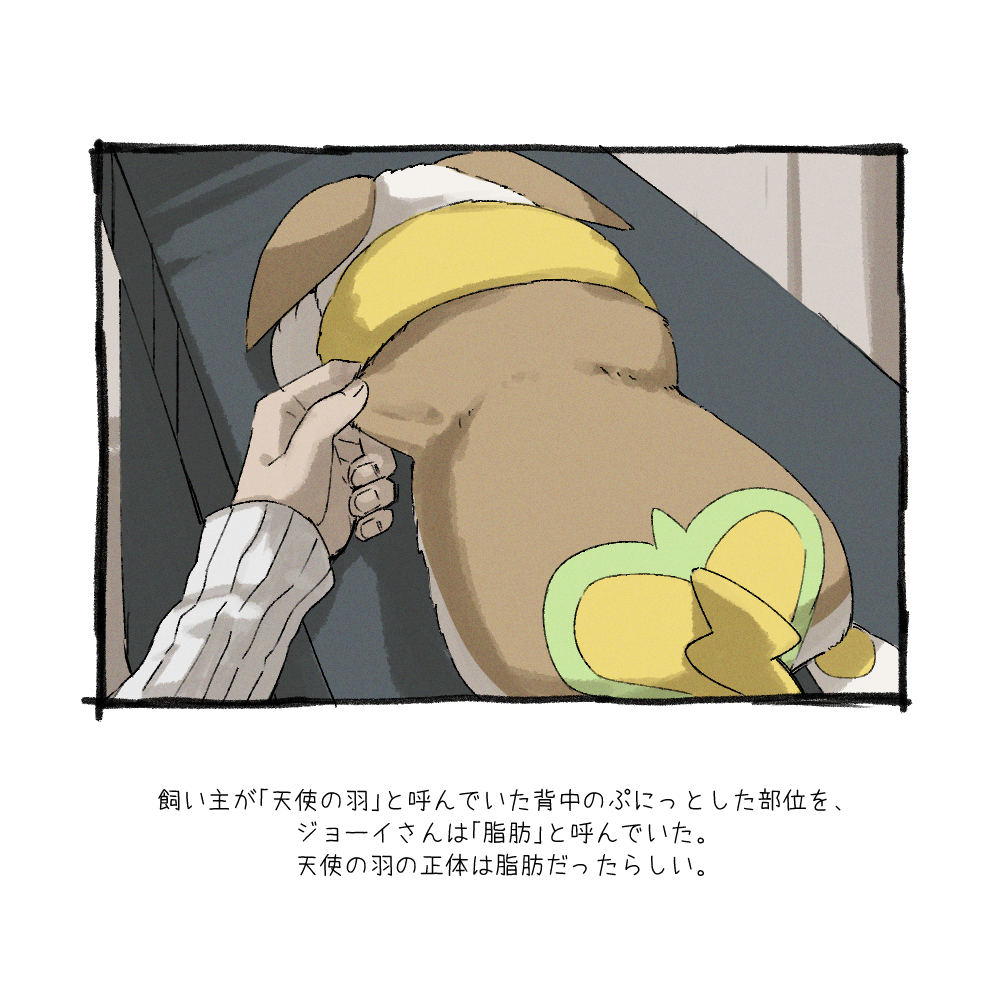 飼い主が「天使の羽」と呼んでいた背中のぷにっとした部位を、
ジョーイさんは「脂肪」と呼んでいた。
天使の羽の正体は脂肪だったらしい。